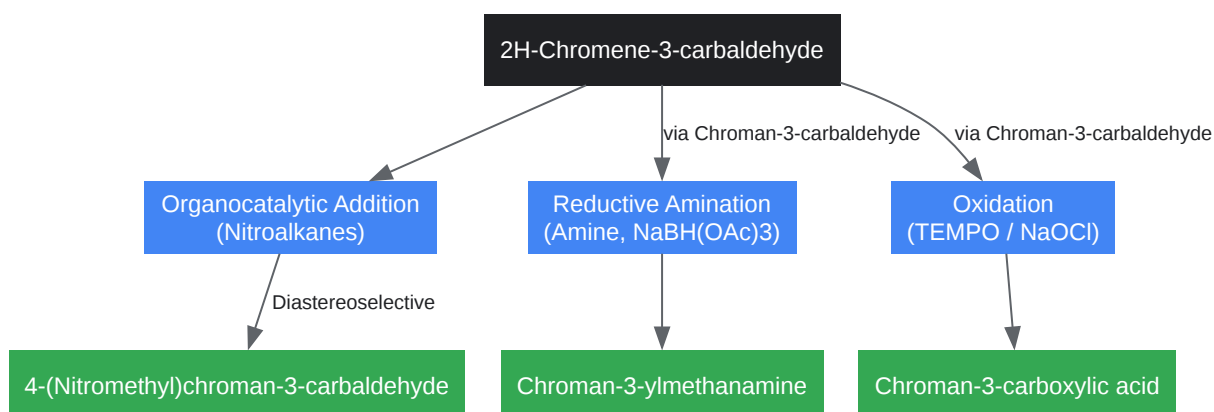 2H-Chromene-3-carbaldehyde
via Chroman-3-carbaldehyde
via Chroman-3-carbaldehyde
Organocatalytic Addition
(Nitroalkanes)
Reductive Amination
(Amine, NaBH(OAc)3)
Oxidation
(TEMPO / NaOCl)
Diastereoselective
4-(Nitromethyl)chroman-3-carbaldehyde
Chroman-3-ylmethanamine
Chroman-3-carboxylic acid